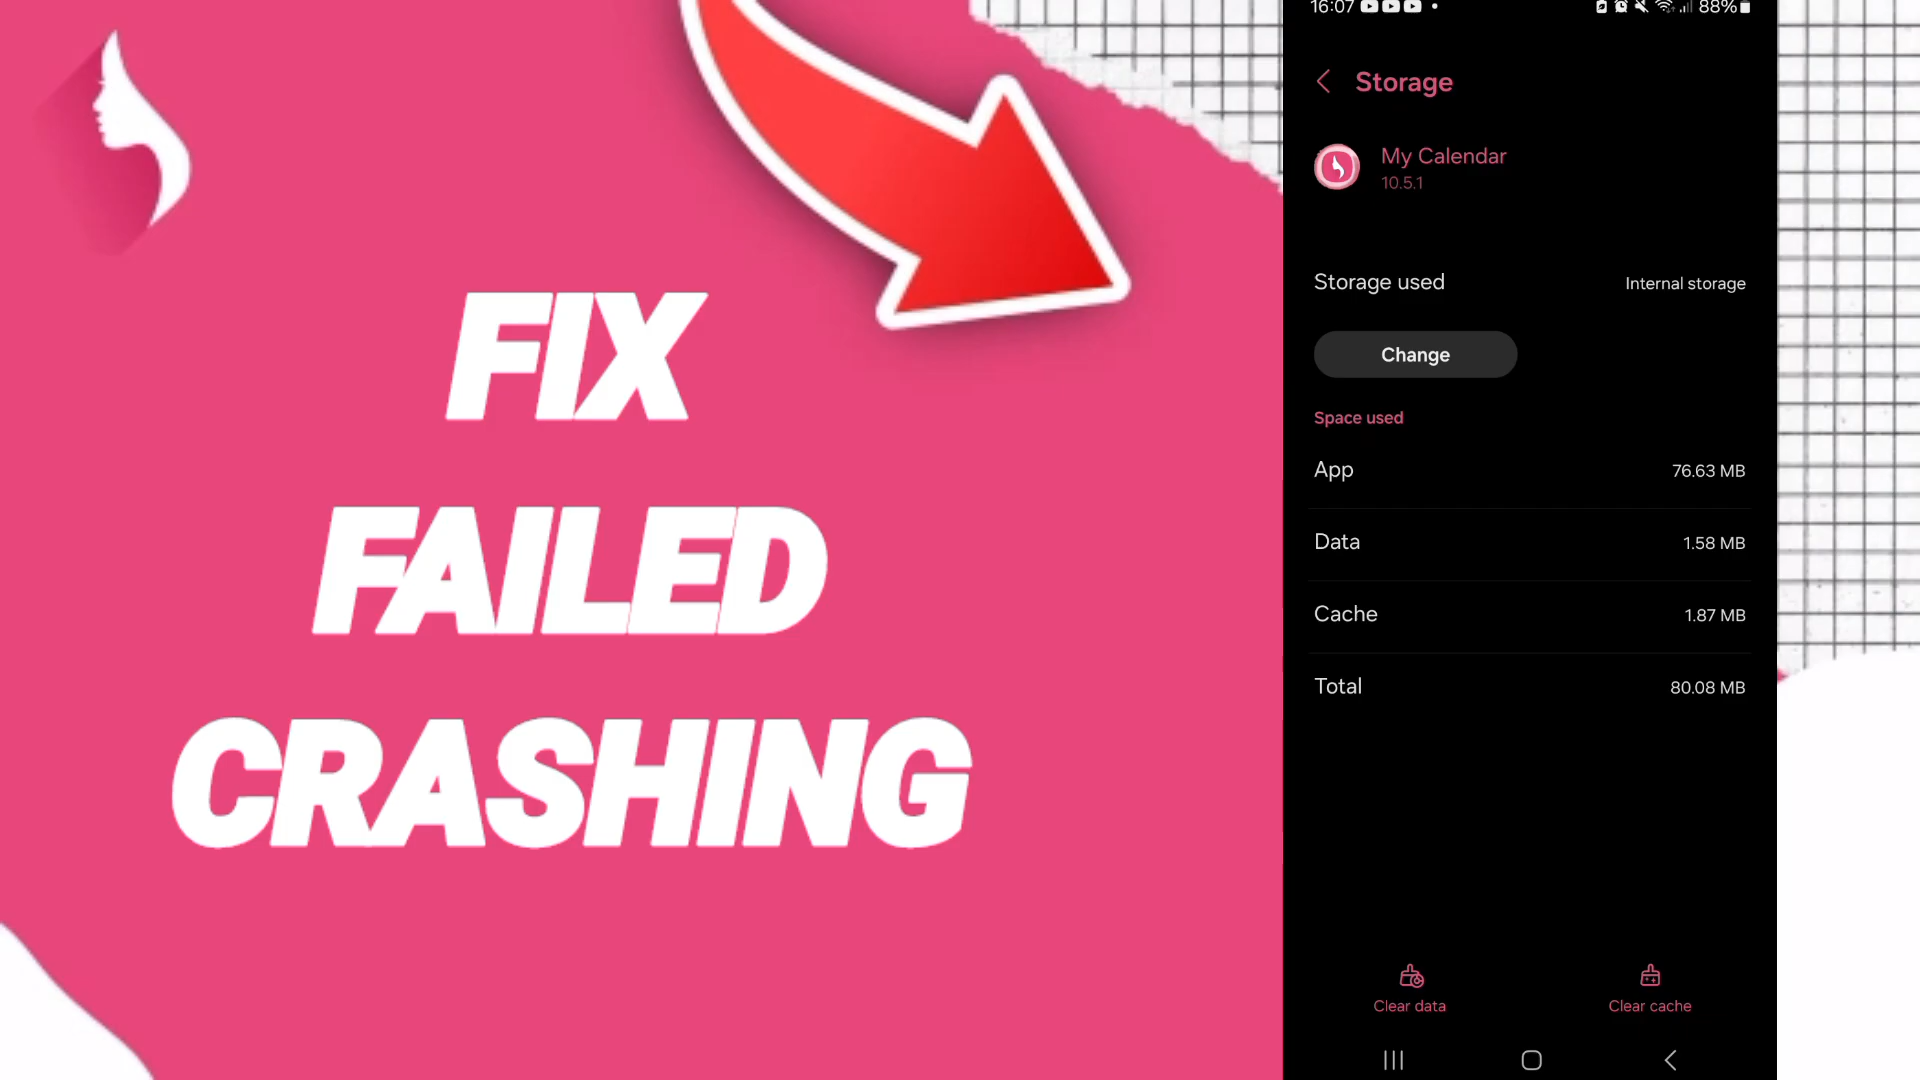 FIX
FAILED
CRASHING
16:07
88%
Storage
My Calendar
10.5.1
Storage used
Internal storage
Change
Space used
App
76.63 MB
Data
1.58 MB
Cache
1.87 MB
Total
80.08 MB
Clear data
Clear cache